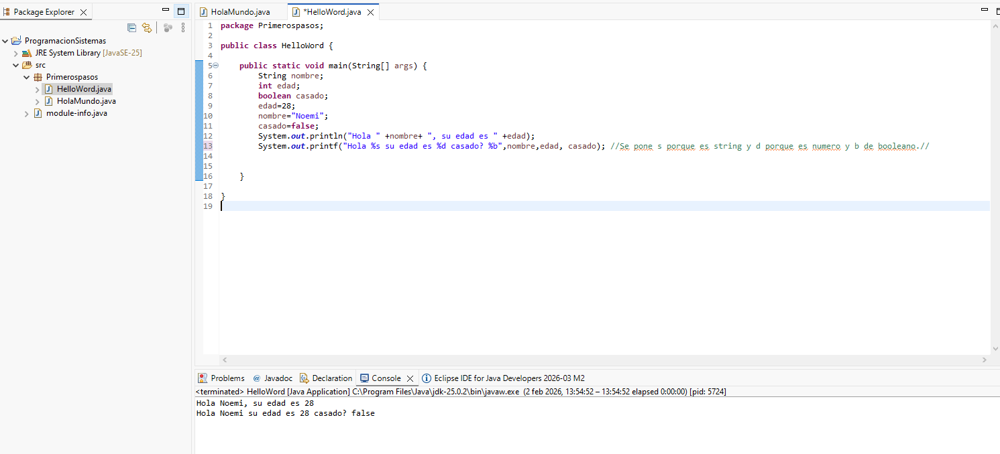 Package Explorer
HolaMundo.java
*HelloWord.java
ProgramacionSistemas
JRE System Library [JavaSE-25]
src
Primerospasos
HelloWord.java
HolaMundo.java
module-info.java
1 package Primerospasos;
2
3 public class HelloWord {
4
5 public static void main(String[] args) {
6 String nombre;
7 int edad;
8 boolean casado;
9 edad=28;
10 nombre="Noemi";
11 casado=false;
12 System.out.println("Hola " +nombre+ ", su edad es " +edad);
13 System.out.printf("Hola %s su edad es %d casado? %b",nombre,edad, casado); //Se pone s porque es string y d porque es numero y b de booleano.//
14
15
16 }
17
18 }
19
Problems @ Javadoc Declaration Console Eclipse IDE for Java Developers 2026-03 M2
<terminated> HelloWord [Java Application] C:\Program Files\Java\jdk-25.0.2\bin\javaw.exe (2 feb 2026, 13:54:52 – 13:54:52 elapsed 0:00:00) [pid: 5724]
Hola Noemi, su edad es 28
Hola Noemi su edad es 28 casado? false